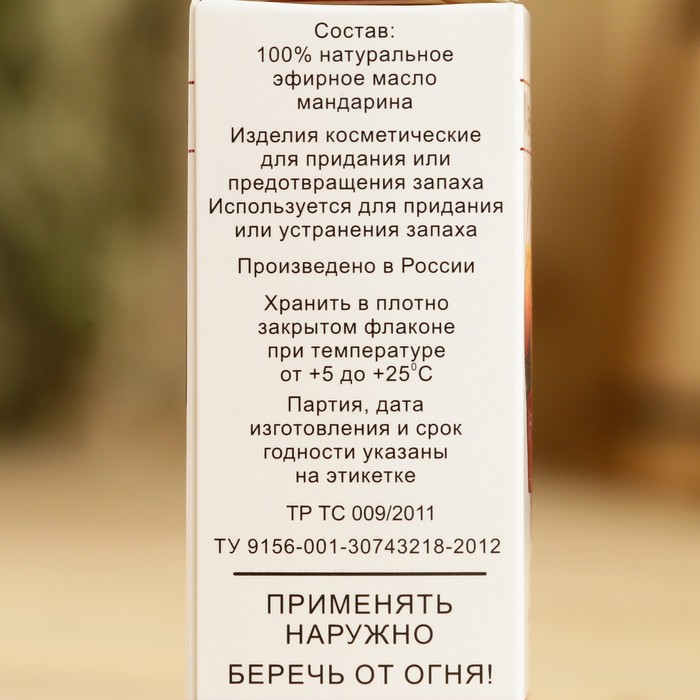 Состав:
100% натуральное
эфирное масло
мандарина
Изделия косметические
для придания или
предотвращения запаха
Используется для придания
или устранения запаха
Произведено в России
Хранить в плотно
закрытом флаконе
при температуре
от +5 до +25⁰С
Партия, дата
изготовления и срок
годности указаны
на этикетке
ТР ТС 009/2011
ТУ 9156-001-30743218-2012
ПРИМЕНЯТЬ
НАРУЖНО
БЕРЕЧЬ ОТ ОГНЯ!